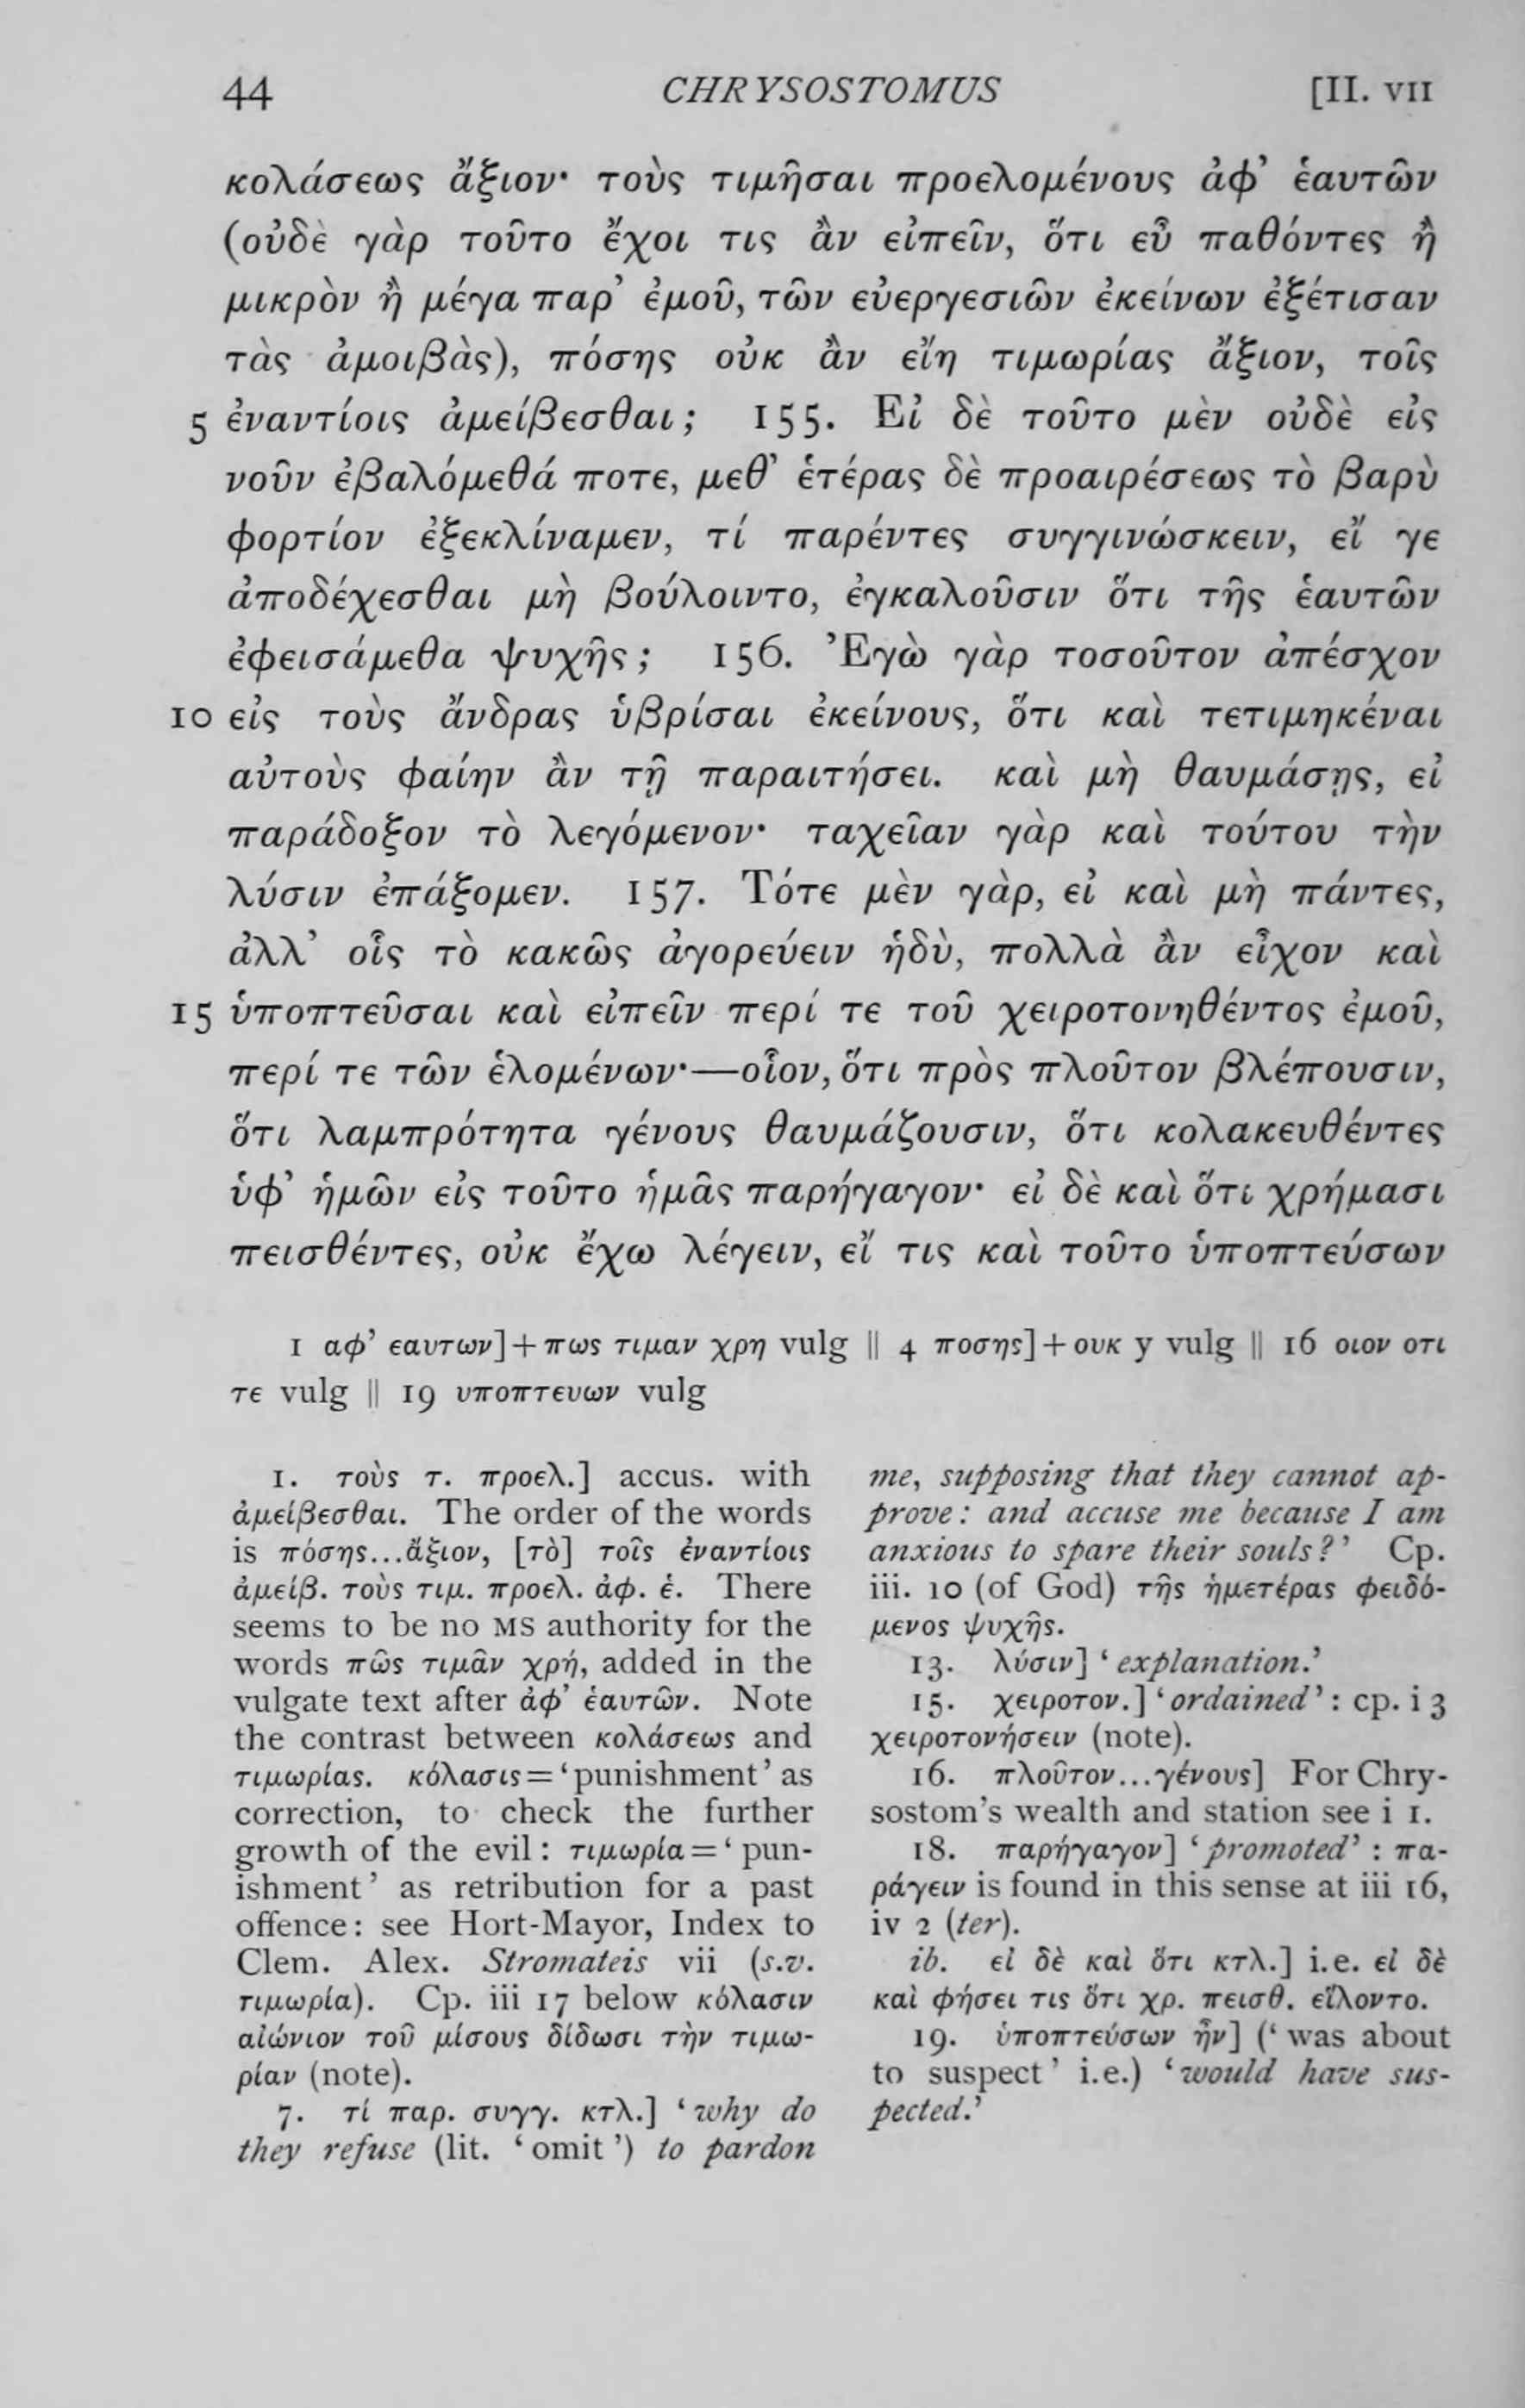 44 CHRYSOSTOMUS [II. VII
κολάσεως ἄξιον· τοὺς τιμῆσαι προελομένους ἀφ’ ἑαυτῶν
(οὐδὲ γὰρ τοῦτο ἔχοι τις ἂν εἰπεῖν, ὅτι εὖ παθόντες ἢ
μικρὸν ἢ μέγα παρ’ ἐμοῦ, τῶν εὐεργεσιῶν ἐκείνων ἐξέτισαν
τὰς ἀμοιβὰς), πόσης οὐκ ἂν εἴη τιμωρίας ἄξιον, τοῖς
5 ἐναντίοις ἀμείβεσθαι; 155. Εἰ δὲ τοῦτο μὲν οὐδὲ εἰς
νοῦν ἐβαλόμεθά ποτε, μεθ’ ἑτέρας δὲ προαιρέσεως τὸ βαρὺ
φορτίον ἐξεκλίναμεν, τί παρέντες συγγινώσκειν, εἴ γε
ἀποδέχεσθαι μὴ βούλοιντο, ἐγκαλοῦσιν ὅτι τῆς ἑαυτῶν
ἐφεισάμεθα ψυχῆς; 156. Ἐγὼ γὰρ τοσοῦτον ἀπέσχον
10 εἰς τοὺς ἄνδρας ὑβρίσαι ἐκείνους, ὅτι καὶ τετιμηκέναι
αὐτοὺς φαίην ἂν τῇ παραιτήσει. καὶ μὴ θαυμάσῃς, εἰ
παράδοξον τὸ λεγόμενον· ταχεῖαν γὰρ καὶ τούτου τὴν
λύσιν ἐπάξομεν. 157. Τότε μὲν γὰρ, εἰ καὶ μὴ πάντες,
ἀλλ’ οἷς τὸ κακῶς ἀγορεύειν ἡδὺ, πολλὰ ἂν εἶχον καὶ
15 ὑποπτεῦσαι καὶ εἰπεῖν περί τε τοῦ χειροτονηθέντος ἐμοῦ,
περί τε τῶν ἑλομένων·—οἷον, ὅτι πρὸς πλοῦτον βλέπουσιν,
ὅτι λαμπρότητα γένους θαυμάζουσιν, ὅτι κολακευθέντες
ὑφ’ ἡμῶν εἰς τοῦτο ἡμᾶς παρήγαγον· εἰ δὲ καὶ ὅτι χρήμασι
πεισθέντες, οὐκ ἔχω λέγειν, εἴ τις καὶ τοῦτο ὑποπτεύσων
1 αφ’ εαυτων]+πως τιμαν χρη vulg || 4 ποσης]+ουκ y vulg || 16 οιον οτι
τε vulg || 19 υποπτευων vulg
1. τοὺς τ. προελ.] accus. with
ἀμείβεσθαι. The order of the words
is πόσης...ἄξιον, [τὸ] τοῖς ἐναντίοις
ἀμείβ. τοὺς τιμ. προελ. ἀφ. ἑ. There
seems to be no MS authority for the
words πῶς τιμᾶν χρή, added in the
vulgate text after ἀφ’ ἑαυτῶν. Note
the contrast between κολάσεως and
τιμωρίας. κόλασις=‘punishment’ as
correction, to check the further
growth of the evil: τιμωρία=‘pun-
ishment’ as retribution for a past
offence: see Hort-Mayor, Index to
Clem. Alex. Stromateis vii (s.v.
τιμωρία). Cp. iii 17 below κόλασιν
αἰώνιον τοῦ μίσους δίδωσι τὴν τιμω-
ρίαν (note).
7. τί παρ. συγγ. κτλ.] ‘why do
they refuse (lit. ‘omit’) to pardon
me, supposing that they cannot ap-
prove: and accuse me because I am
anxious to spare their souls?’ Cp.
iii. 10 (of God) τῆς ἡμετέρας φειδό-
μενος ψυχῆς.
13. λύσιν] ‘explanation.’
15. χειροτον.] ‘ordained’: cp. i 3
χειροτονήσειν (note).
16. πλοῦτον...γένους] For Chry-
sostom’s wealth and station see i 1.
18. παρήγαγον] ‘promoted’: πα-
ράγειν is found in this sense at iii 16,
iv 2 (ter).
ib. εἰ δὲ καὶ ὅτι κτλ.] i.e. εἰ δὲ
καὶ φήσει τις ὅτι χρ. πεισθ. εἵλοντο.
19. ὑποπτεύσων ἦν] (‘was about
to suspect’ i.e.) ‘would have sus-
pected.’